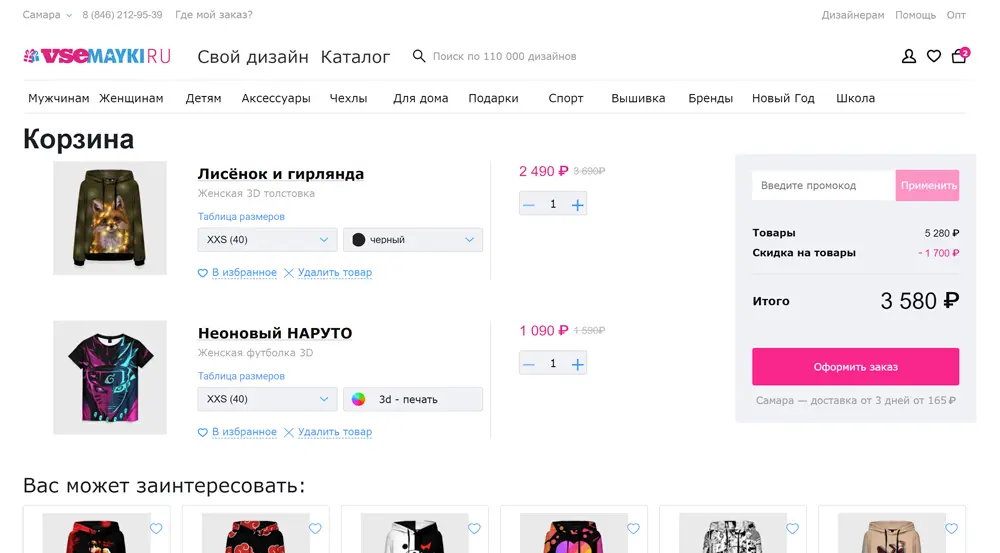 Самара 8 (846) 212-95-39 Где мой заказ? Дизайнерам Помощь Опт
VSEMAYKI.RU Свой дизайн Каталог Поиск по 110 000 дизайнов 2
Мужчинам Женщинам Детям Аксессуары Чехлы Для дома Подарки Спорт Вышивка Бренды Новый Год Школа
Корзина
Лисёнок и гирлянда
Женская 3D толстовка
Таблица размеров
XXS (40) черный
В избранное Удалить товар
2 490 ₽ 3 690₽
1
Неоновый НАРУТО
Женская футболка 3D
Таблица размеров
XXS (40) 3d - печать
В избранное Удалить товар
1 090 ₽ 1 590₽
1
Введите промокод Применить
Товары 5 280 ₽
Скидка на товары - 1 700 ₽
Итого 3 580 ₽
Оформить заказ
Самара — доставка от 3 дней от 165 ₽
Вас может заинтересовать: